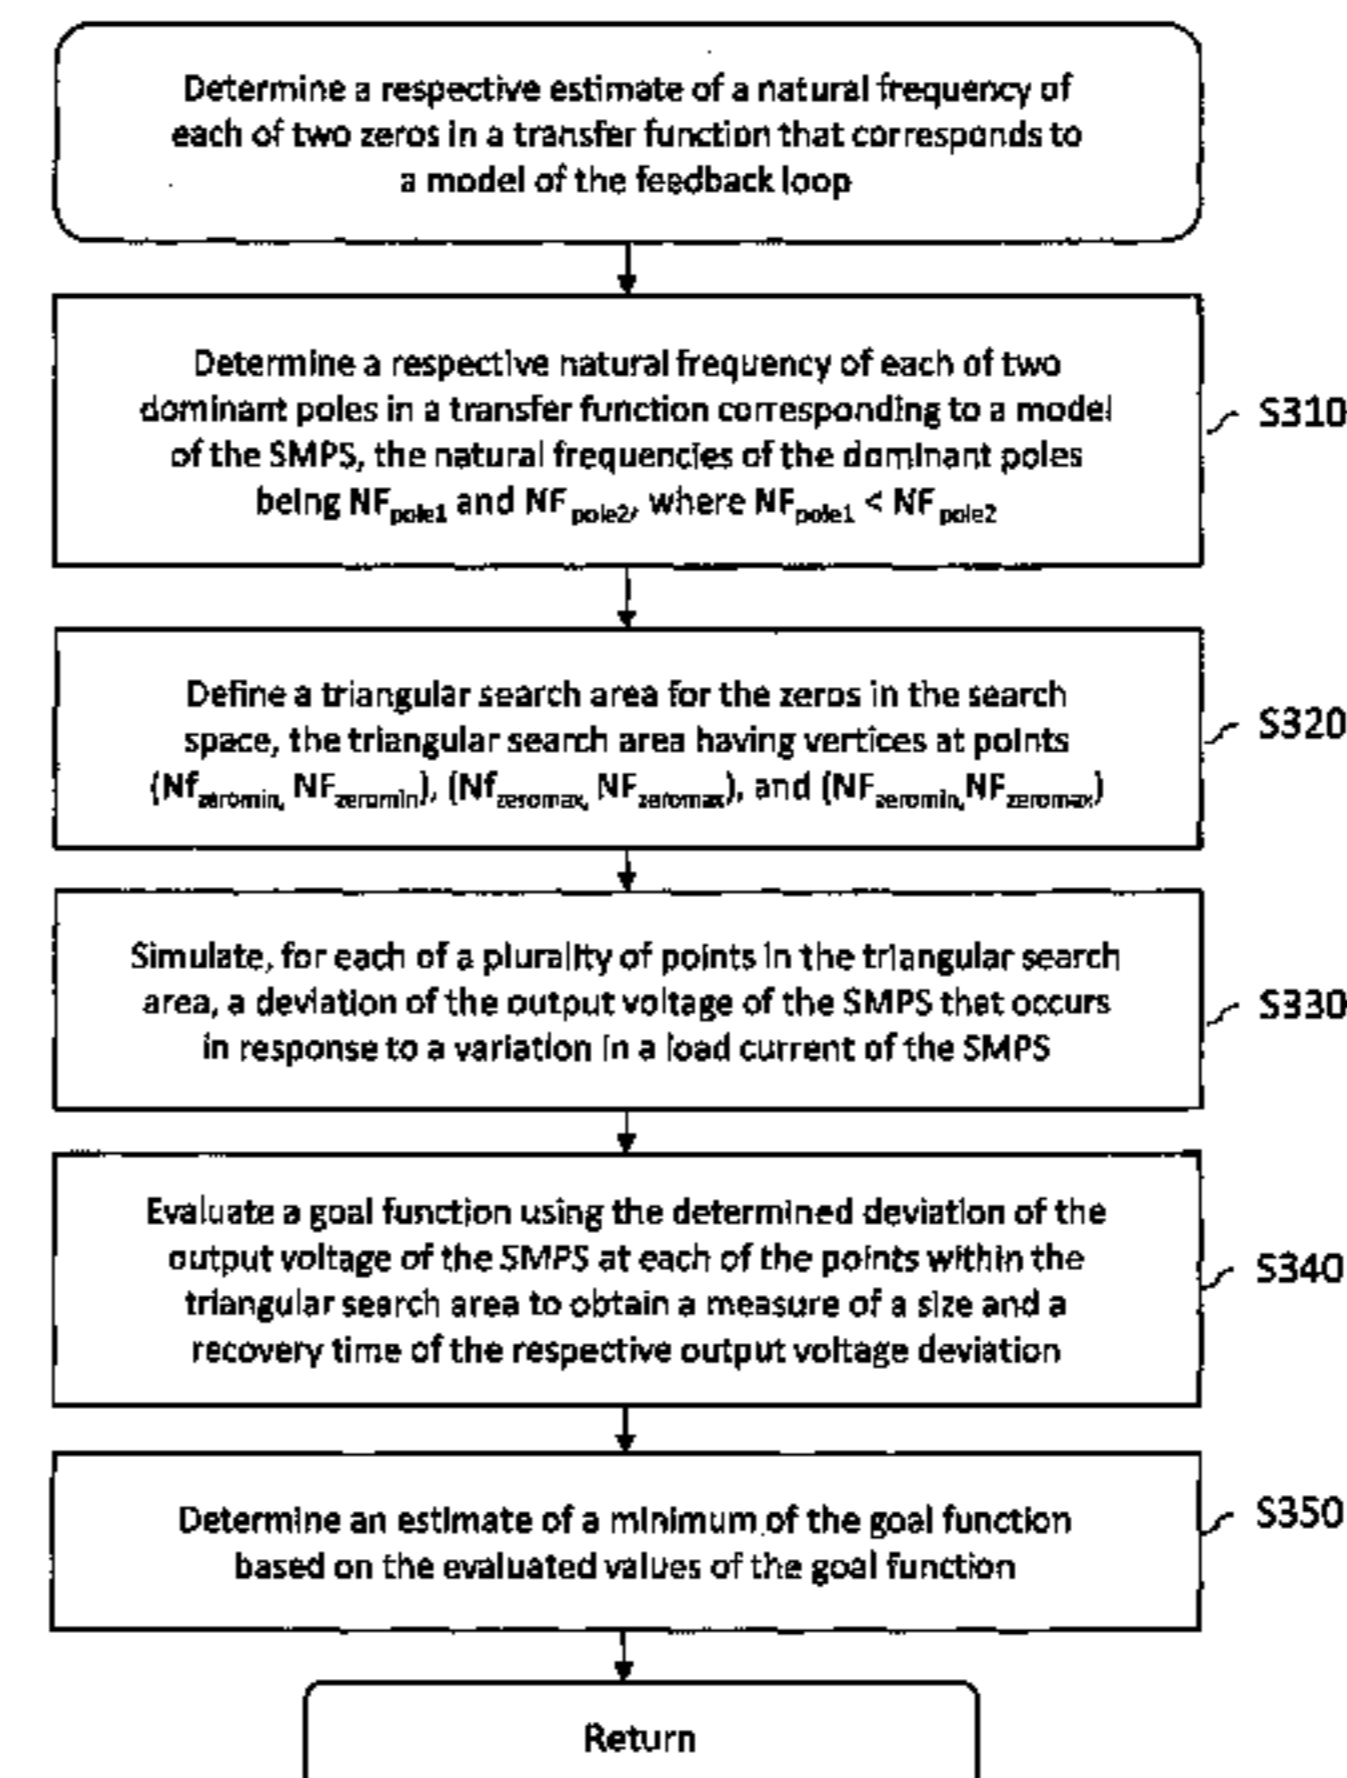 Determine a respective estimate of a natural frequency of
each of two zeros in a transfer function that corresponds to
a model of the feedback loop
Determine a respective natural frequency of each of two
dominant poles in a transfer function corresponding to a model
of the SMPS, the natural frequencies of the dominant poles
being NFpole1 and NF pole2, where NFpole1 < NF pole2
S310
Define a triangular search area for the zeros in the search
space, the triangular search area having vertices at points
(Nfzeromin, NFzeromin), (Nfzeromax, NFzeromax), and (NFzeromin,NFzeromax)
S320
Simulate, for each of a plurality of points in the triangular search
area, a deviation of the output voltage of the SMPS that occurs
in response to a variation in a load current of the SMPS
S330
Evaluate a goal function using the determined deviation of the
output voltage of the SMPS at each of the points within the
triangular search area to obtain a measure of a size and a
recovery time of the respective output voltage deviation
S340
Determine an estimate of a minimum of the goal function
based on the evaluated values of the goal function
S350
Return